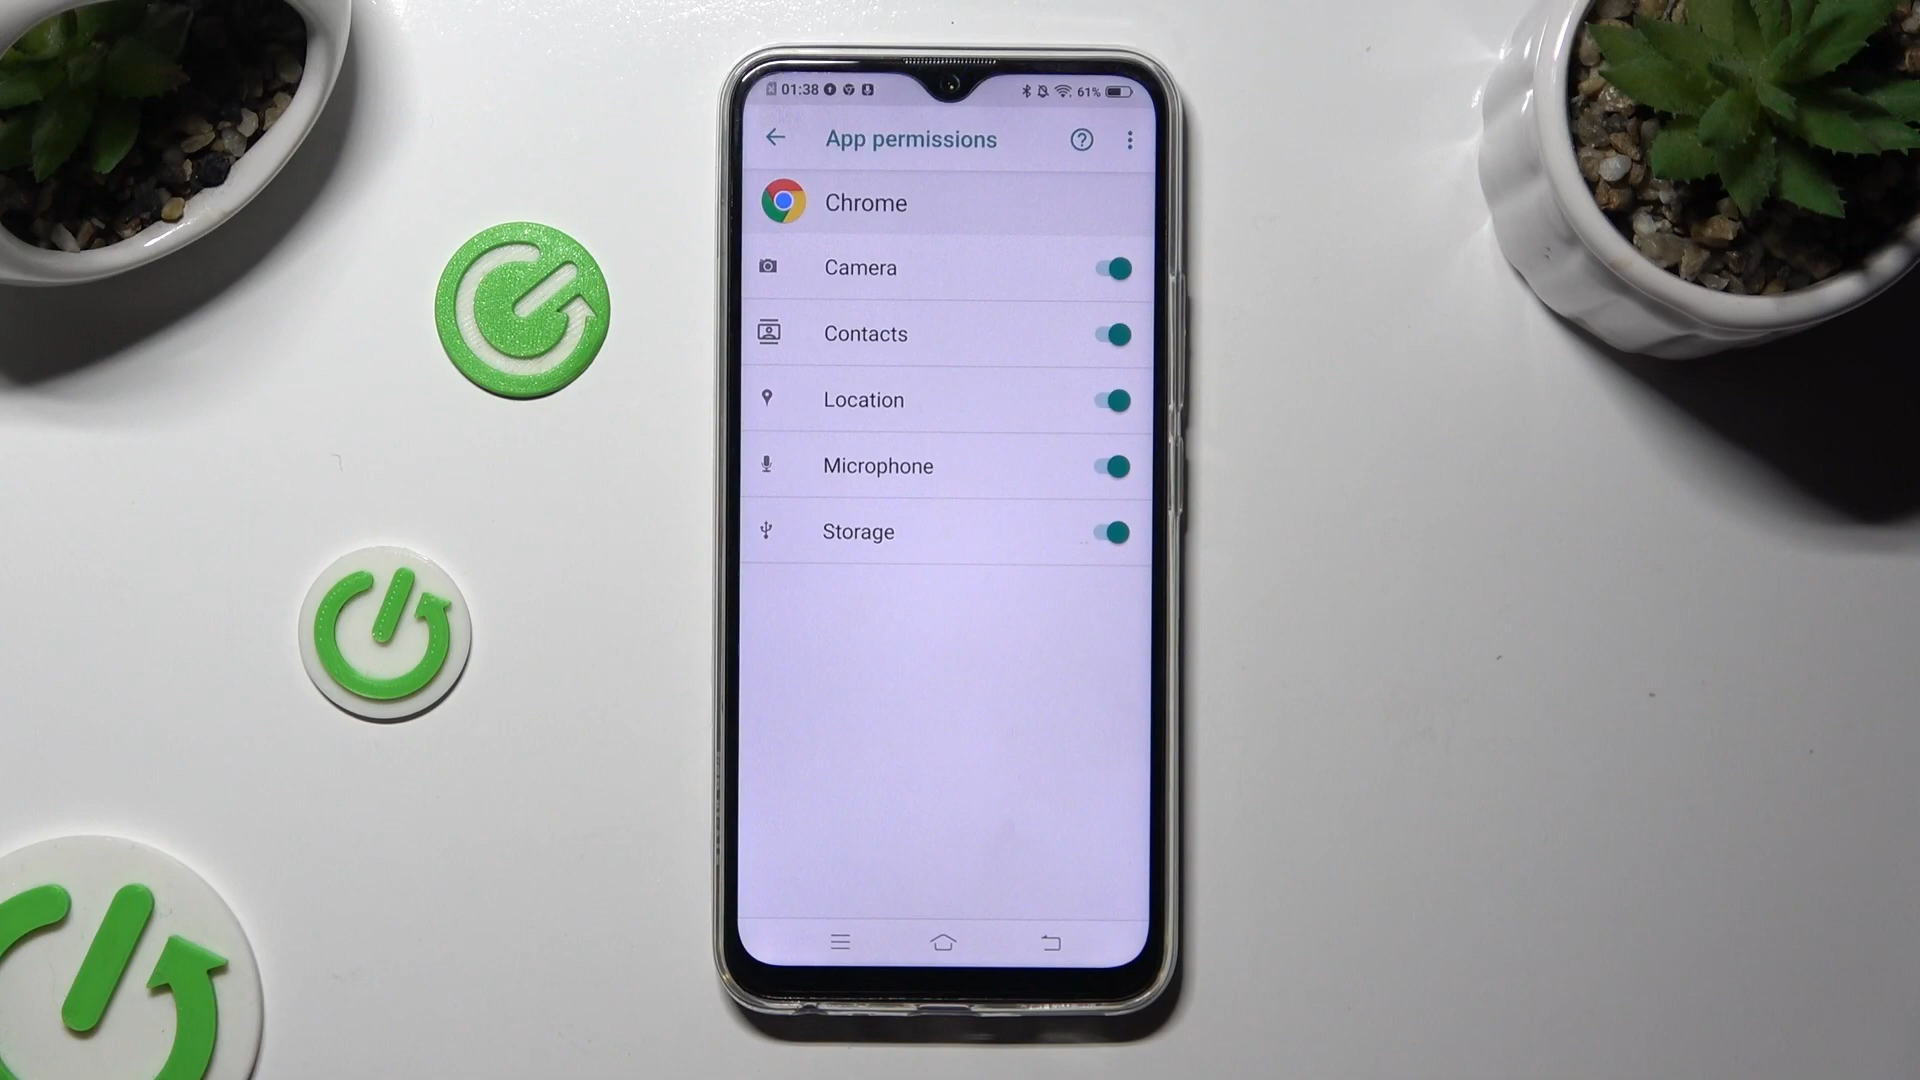 01:38
61%
App permissions
Chrome
Camera
Contacts
Location
Microphone
Storage